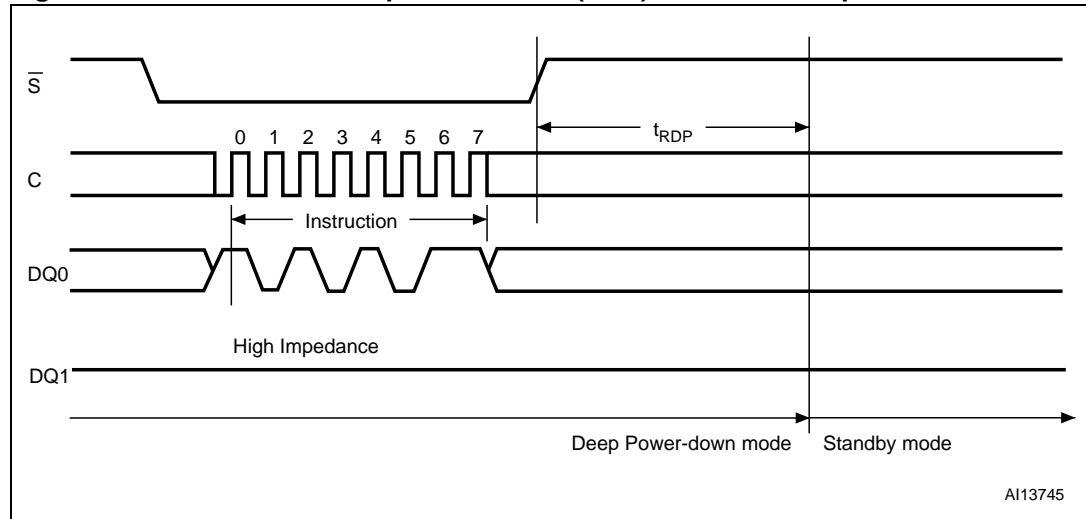 S
tRDP
0 1 2 3 4 5 6 7
C
Instruction
DQ0
High Impedance
DQ1
Deep Power-down mode Standby mode
AI13745